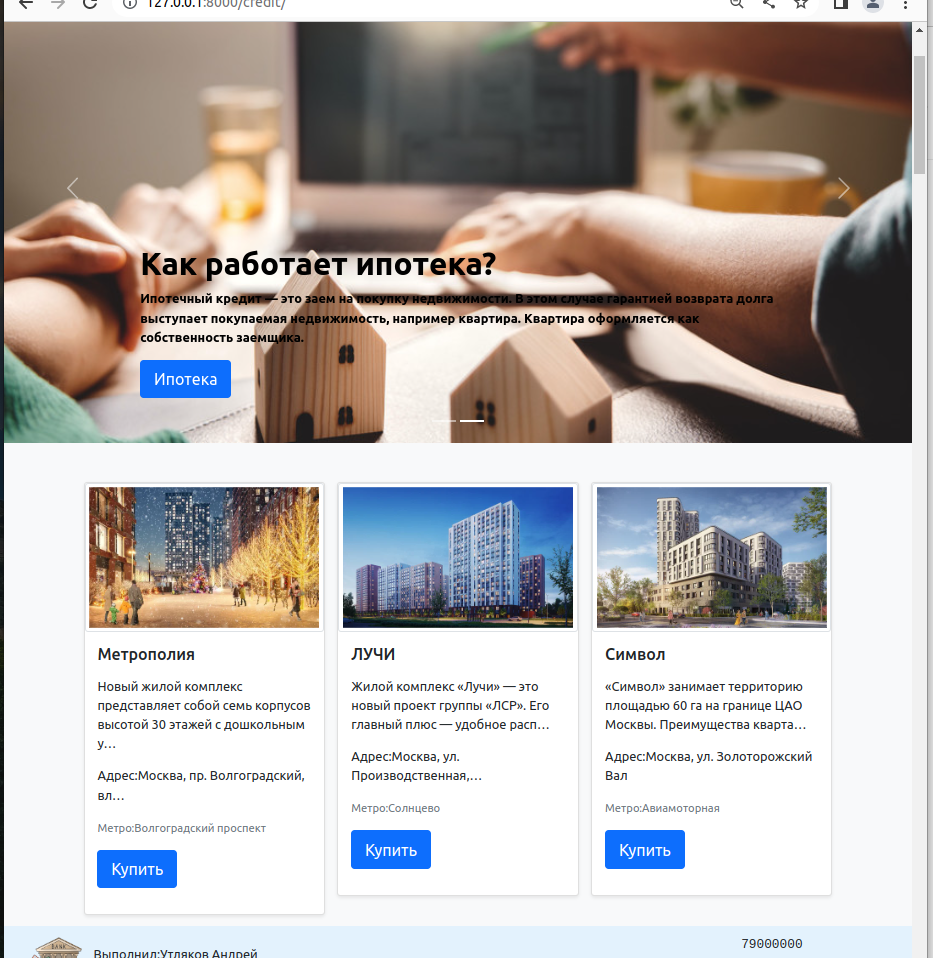 127.0.0.1:8000/credit/
Как работает ипотека?
Ипотечный кредит — это заем на покупку недвижимости. В этом случае гарантией возврата долга
выступает покупаемая недвижимость, например квартира. Квартира оформляется как
собственность заемщика.
Ипотека
Метрополия
Новый жилой комплекс
представляет собой семь корпусов
высотой 30 этажей с дошкольным
у…
Адрес:Москва, пр. Волгоградский,
вл…
Метро:Волгоградский проспект
Купить
ЛУЧИ
Жилой комплекс «Лучи» — это
новый проект группы «ЛСР». Его
главный плюс — удобное расп…
Адрес:Москва, ул.
Производственная,…
Метро:Солнцево
Купить
Символ
«Символ» занимает территорию
площадью 60 га на границе ЦАО
Москвы. Преимущества кварта…
Адрес:Москва, ул. Золоторожский
Вал
Метро:Авиамоторная
Купить
BANK
Выполнил:Утляков Андрей
79000000